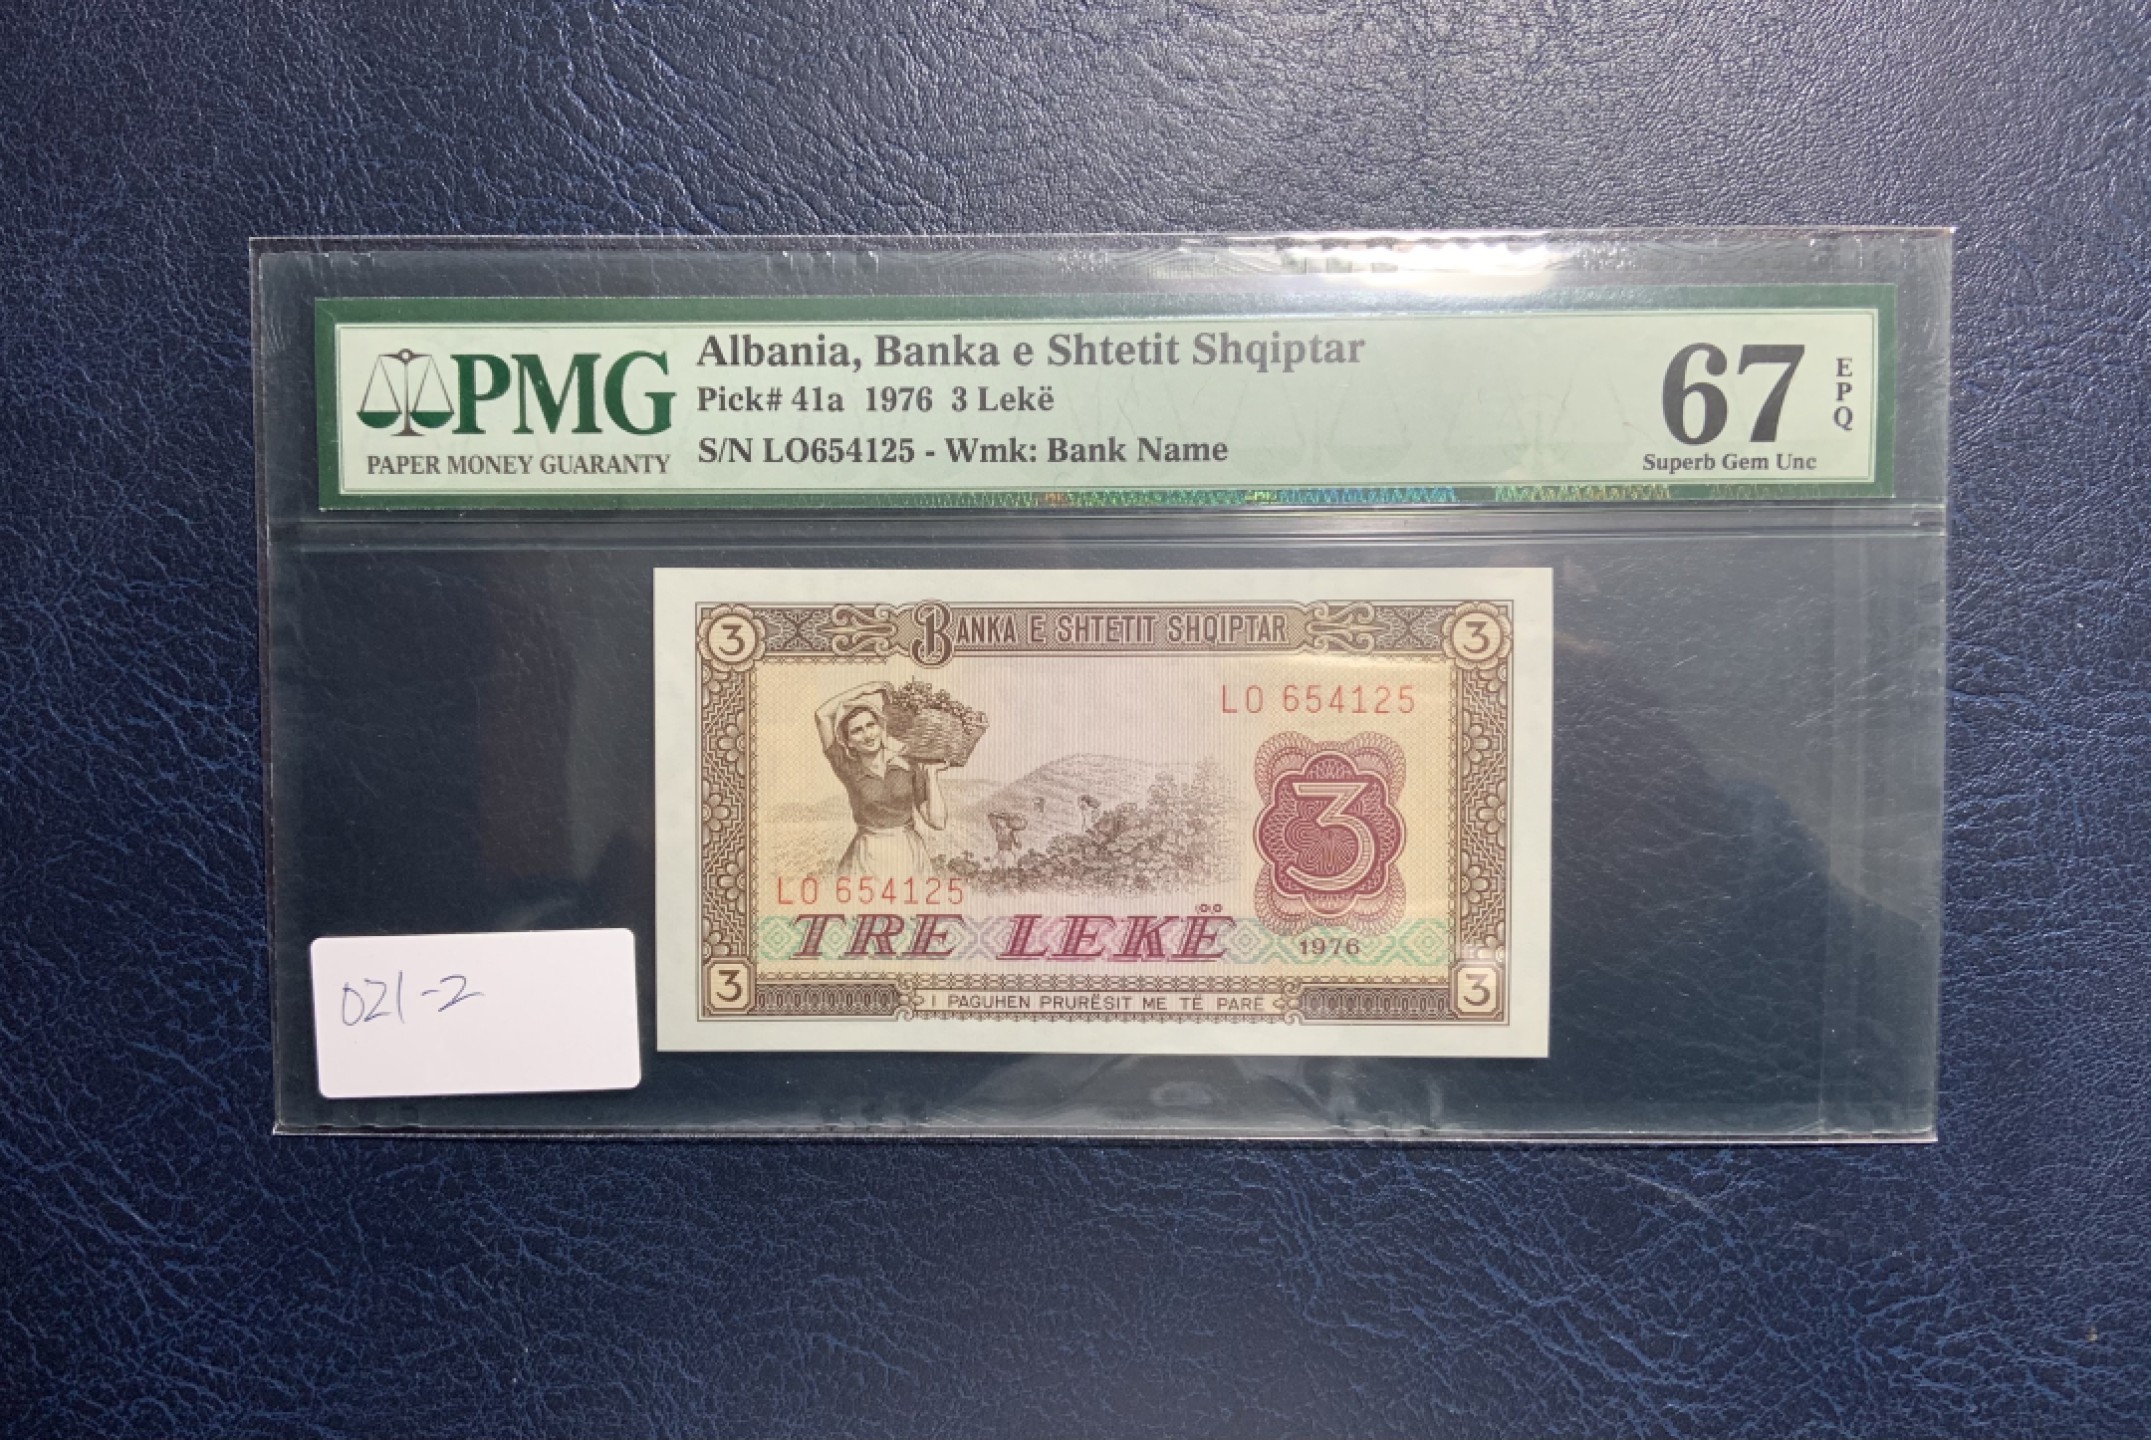 PMG
PAPER MONEY GUARANTY
Albania, Banka e Shtetit Shqiptar
Pick# 41a 1976 3 Lekë
S/N LO654125 - Wmk: Bank Name
67
EPQ
Superb Gem Unc
3
BANKA E SHTETIT SHQIPTAR
3
LO 654125
3
LO 654125
TRE LEKË
1976
3
I PAGUHEN PRURËSIT ME TË PARË
3
021-2